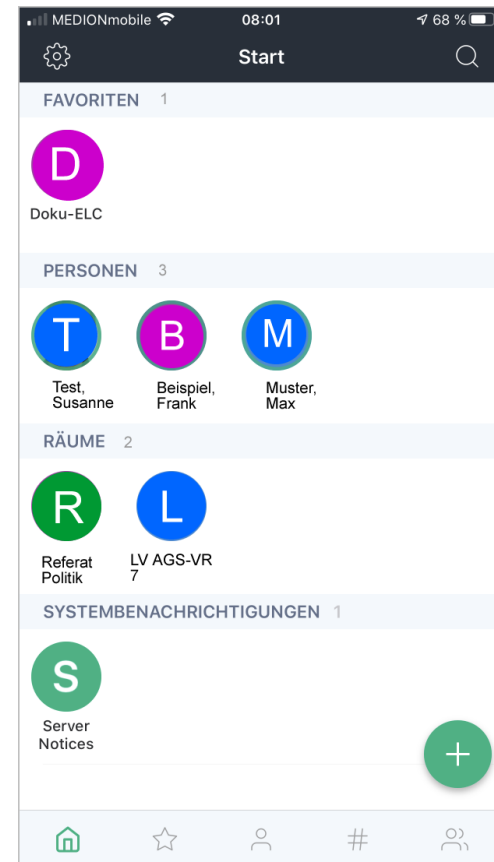 MEDIONmobile 08:01 68 %
Start
FAVORITEN 1
D
Doku-ELC
PERSONEN 3
T B M
Test, Beispiel, Muster,
Susanne Frank Max
RÄUME 2
R L
Referat LV AGS-VR
Politik 7
SYSTEMBENACHRICHTIGUNGEN 1
S
Server
Notices
+
#